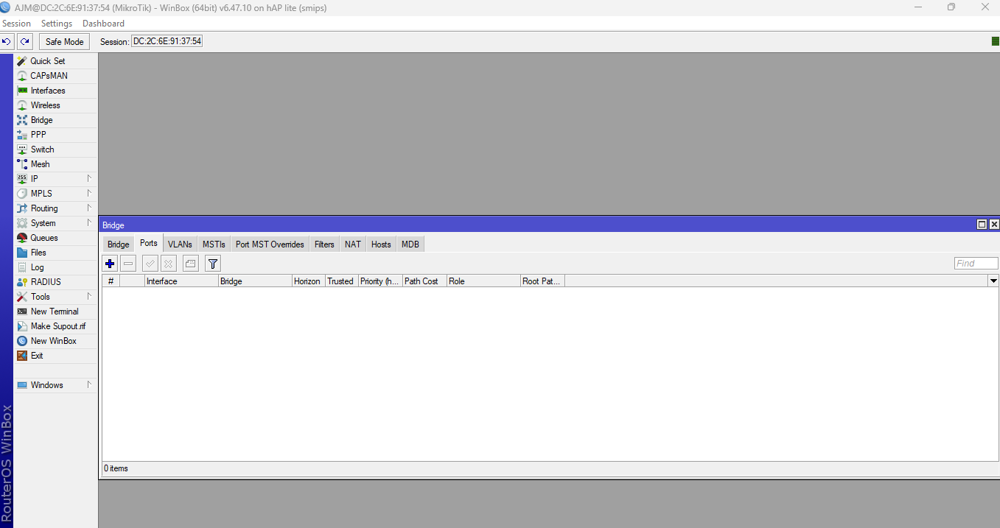 AJM@DC:2C:6E:91:37:54 (MikroTik) - WinBox (64bit) v6.47.10 on hAP lite (smips)
Session Settings Dashboard
Safe Mode Session: DC:2C:6E:91:37:54
Quick Set
CAPsMAN
Interfaces
Wireless
Bridge
PPP
Switch
Mesh
IP
MPLS
Routing
System
Queues
Files
Log
RADIUS
Tools
New Terminal
Make Supout.rif
New WinBox
Exit
Windows
RouterOS WinBox
Bridge
Bridge Ports VLANs MSTIs Port MST Overrides Filters NAT Hosts MDB
Find
# Interface Bridge Horizon Trusted Priority (h... Path Cost Role Root Pat...
0 items